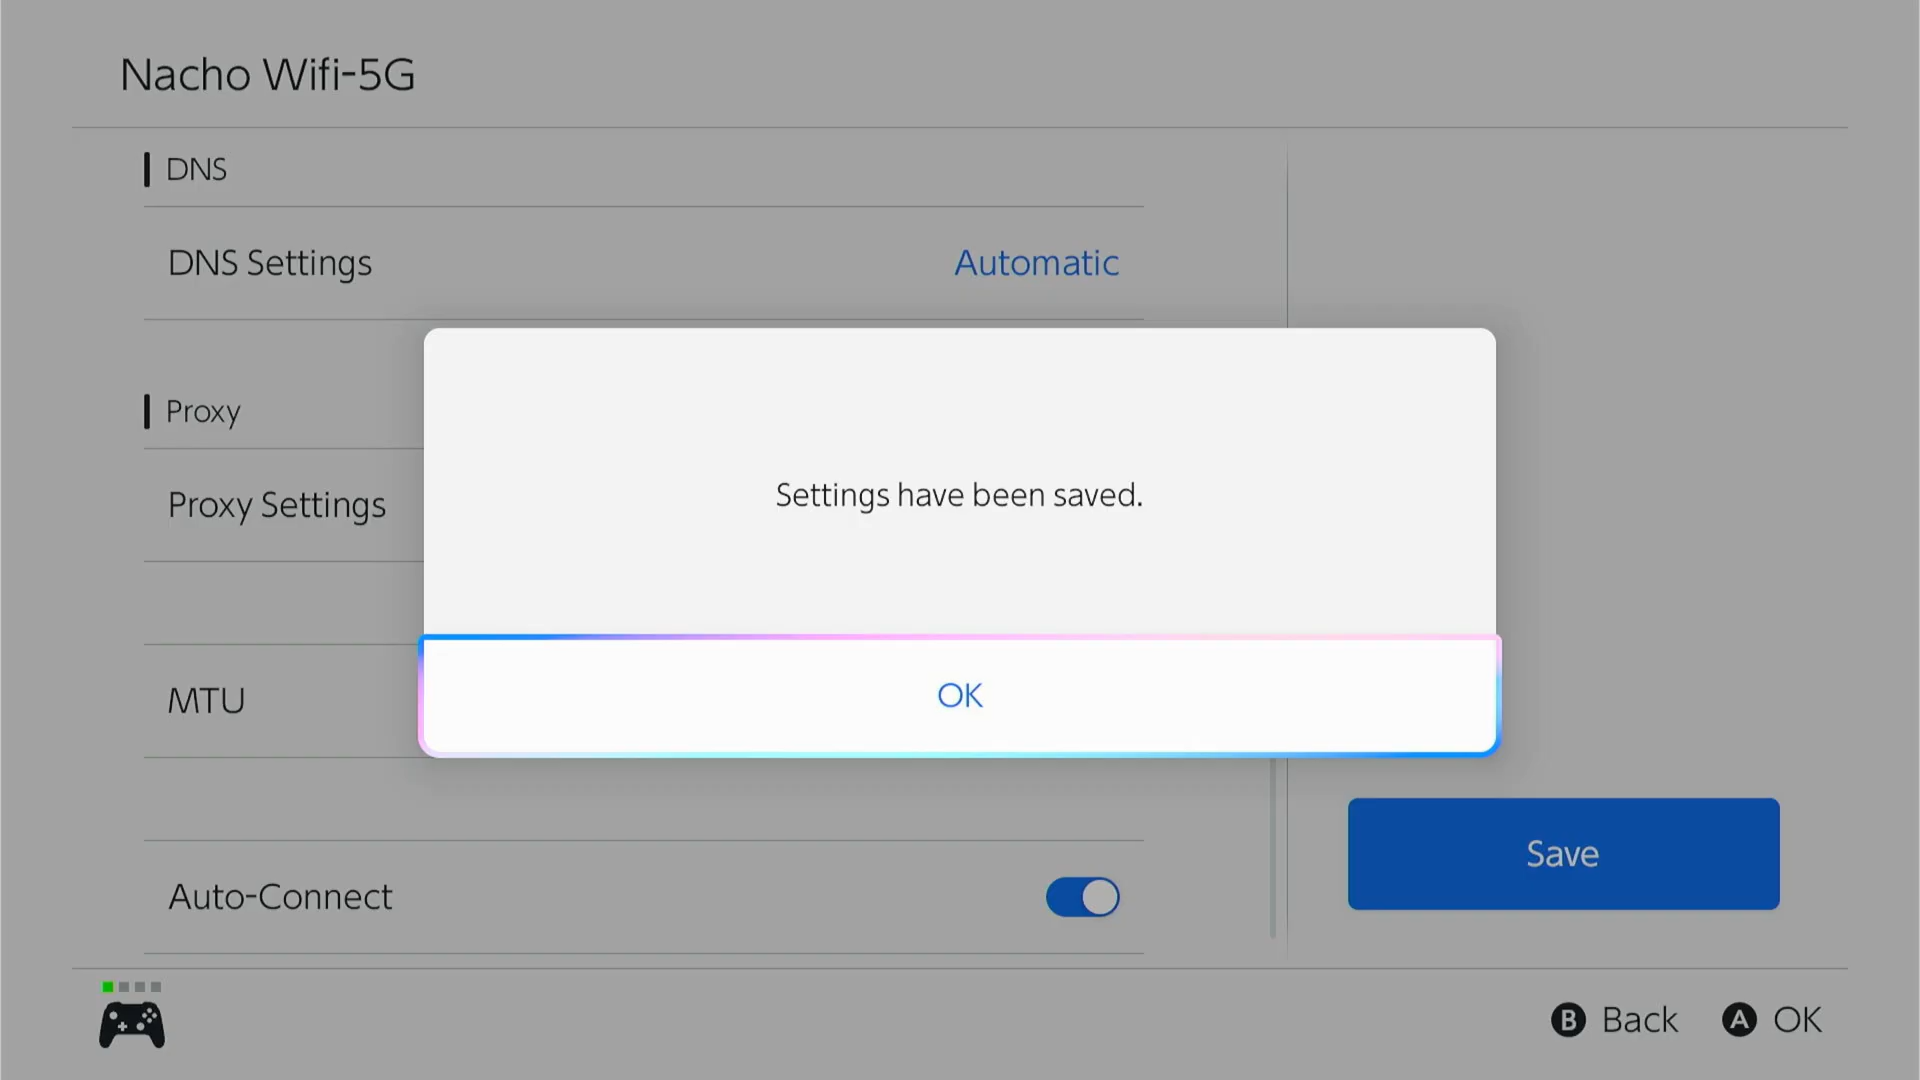 Nacho Wifi-5G
DNS
DNS Settings Automatic
Proxy
Proxy Settings
Settings have been saved.
MTU
OK
Save
Auto-Connect
B Back A OK